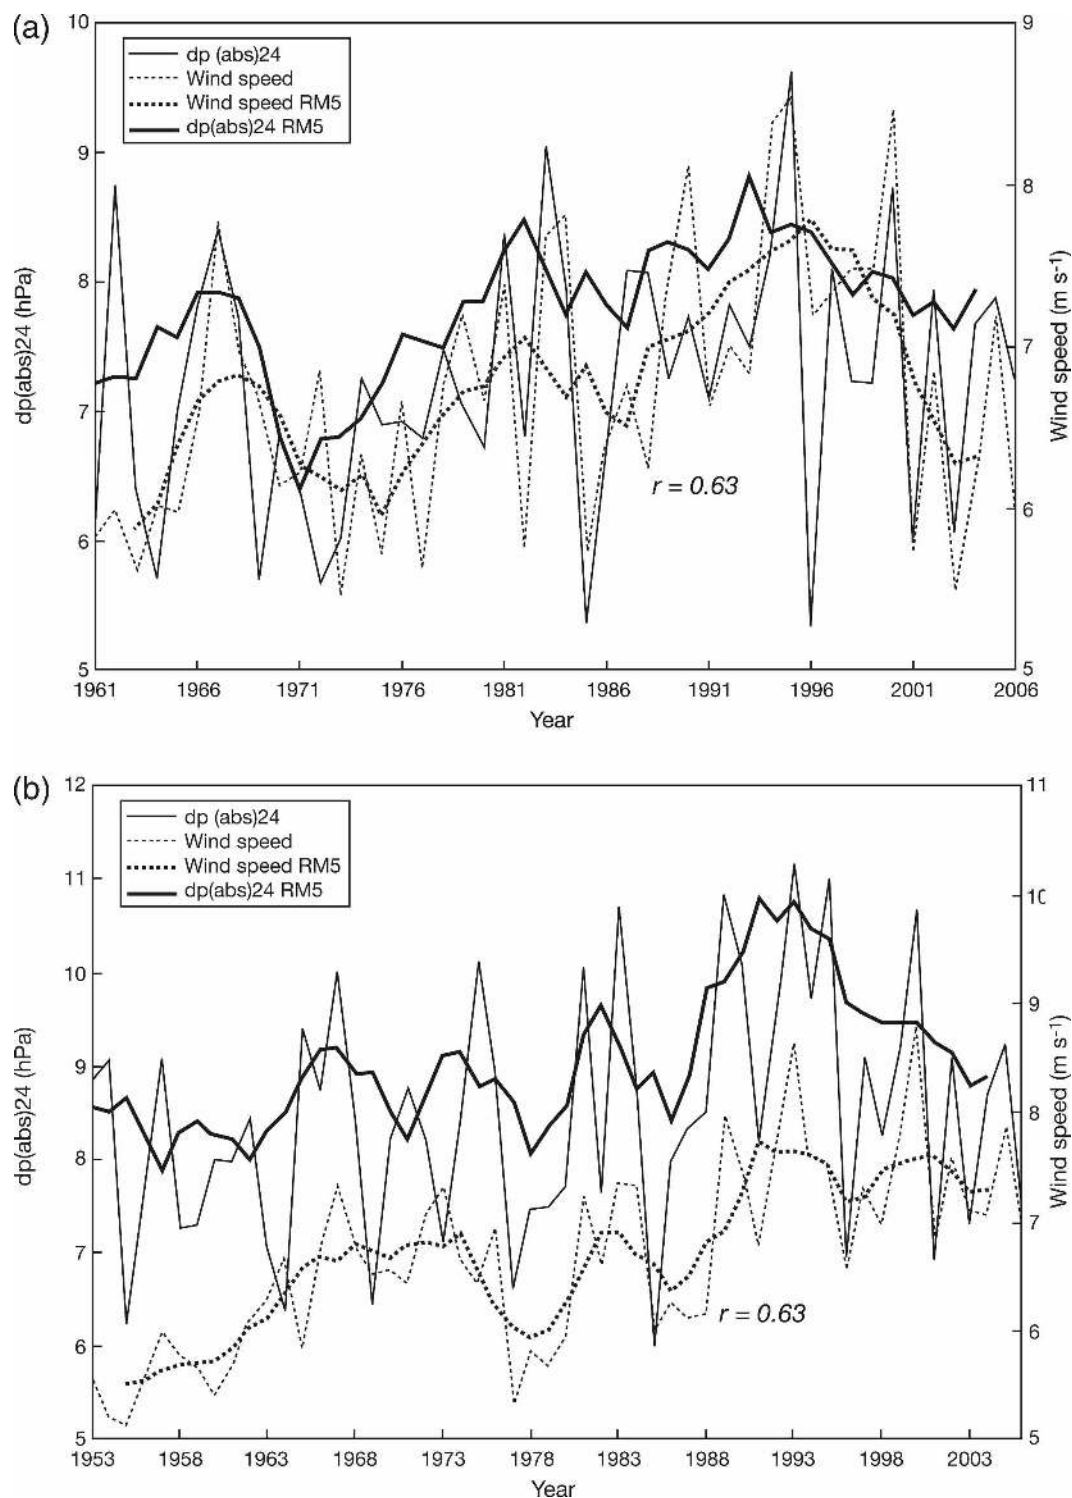 (a)
10
9
8
7
6
5
dp(abs)24 (hPa)
dp (abs)24
Wind speed
Wind speed RM5
dp(abs)24 RM5
r = 0.63
9
8
7
6
5
Wind speed (m s-1)
1961 1966 1971 1976 1981 1986 1991 1996 2001 2006
Year
(b)
12
11
10
9
8
7
6
5
dp(abs)24 (hPa)
dp (abs)24
Wind speed
Wind speed RM5
dp(abs)24 RM5
r = 0.63
11
10
9
8
7
6
5
Wind speed (m s-1)
1953 1958 1963 1968 1973 1978 1983 1988 1993 1998 2003
Year